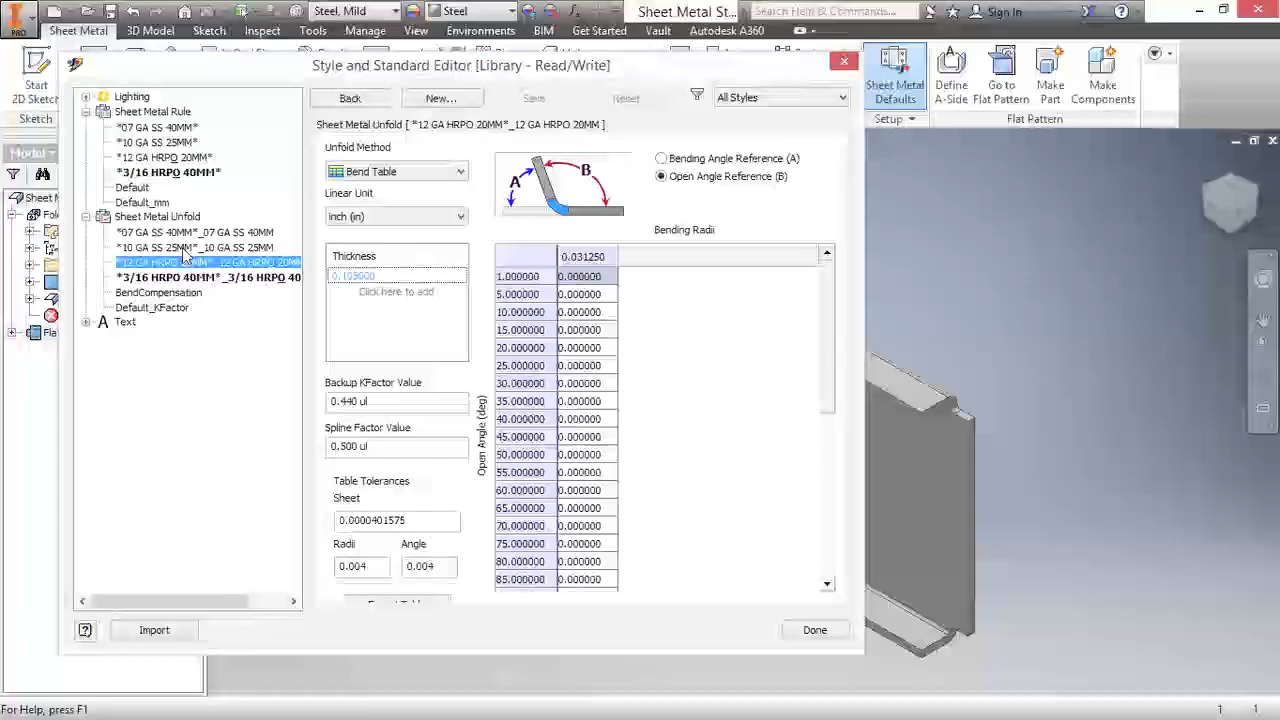 PRO
Steel, Mild
Steel
Sheet Metal St...
Search Help & Commands...
Sign In
Sheet Metal
3D Model
Sketch
Inspect
Tools
Manage
View
Environments
BIM
Get Started
Vault
Autodesk A360
Start
2D Sketch
Sketch
Sheet Metal
Defaults
Define
A-Side
Go to
Flat Pattern
Make
Part
Make
Components
Setup
Flat Pattern
Model
Style and Standard Editor [Library - Read/Write]
Lighting
Sheet Metal Rule
*07 GA SS 40MM*
*10 GA SS 25MM*
*12 GA HRPO 20MM*
*3/16 HRPO 40MM*
Default
Default_mm
Sheet Metal Unfold
*07 GA SS 40MM*_07 GA SS 40MM
*10 GA SS 25MM*_10 GA SS 25MM
*12 GA HRPO 20MM*_12 GA HRPO 20MM
*3/16 HRPO 40MM*_3/16 HRPO 40
BendCompensation
Default_KFactor
A Text
Import
Back
New...
Save
Reset
All Styles
Sheet Metal Unfold [ *12 GA HRPO 20MM*_12 GA HRPO 20MM ]
Unfold Method
Bend Table
Linear Unit
inch (in)
A
B
Bending Angle Reference (A)
Open Angle Reference (B)
Bending Radii
Thickness
0.105000
Click here to add
Backup KFactor Value
0.440 ul
Spline Factor Value
0.500 ul
Table Tolerances
Sheet
0.0000401575
Radii
Angle
0.004
0.004
Open Angle (deg)
0.031250
1.000000 0.000000
5.000000 0.000000
10.000000 0.000000
15.000000 0.000000
20.000000 0.000000
25.000000 0.000000
30.000000 0.000000
35.000000 0.000000
40.000000 0.000000
45.000000 0.000000
50.000000 0.000000
55.000000 0.000000
60.000000 0.000000
65.000000 0.000000
70.000000 0.000000
75.000000 0.000000
80.000000 0.000000
85.000000 0.000000
Done
For Help, press F1
1
1